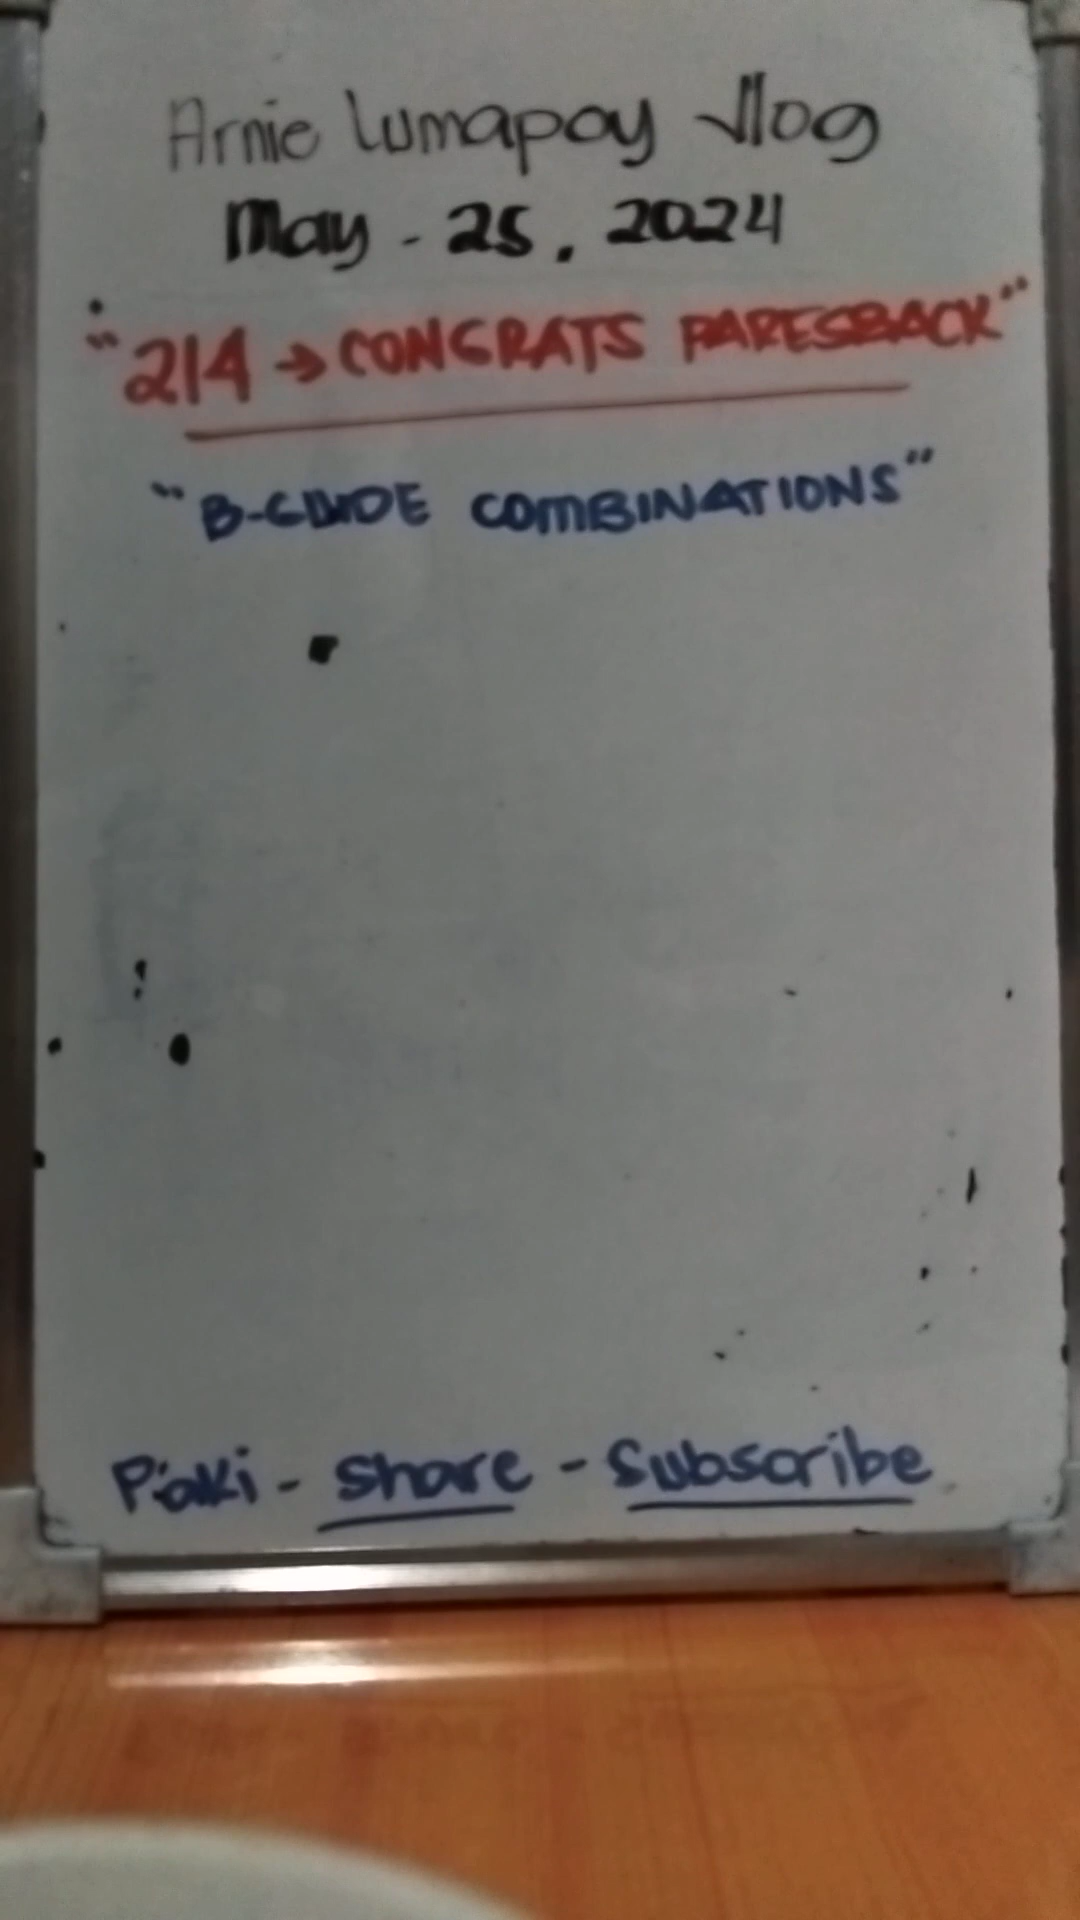 Arnie Lumapay Vlog
May - 25, 2024
"214 → CONGRATS PARESBACK"
"B-GUIDE COMBINATIONS"
P'aki - Share - Subscribe